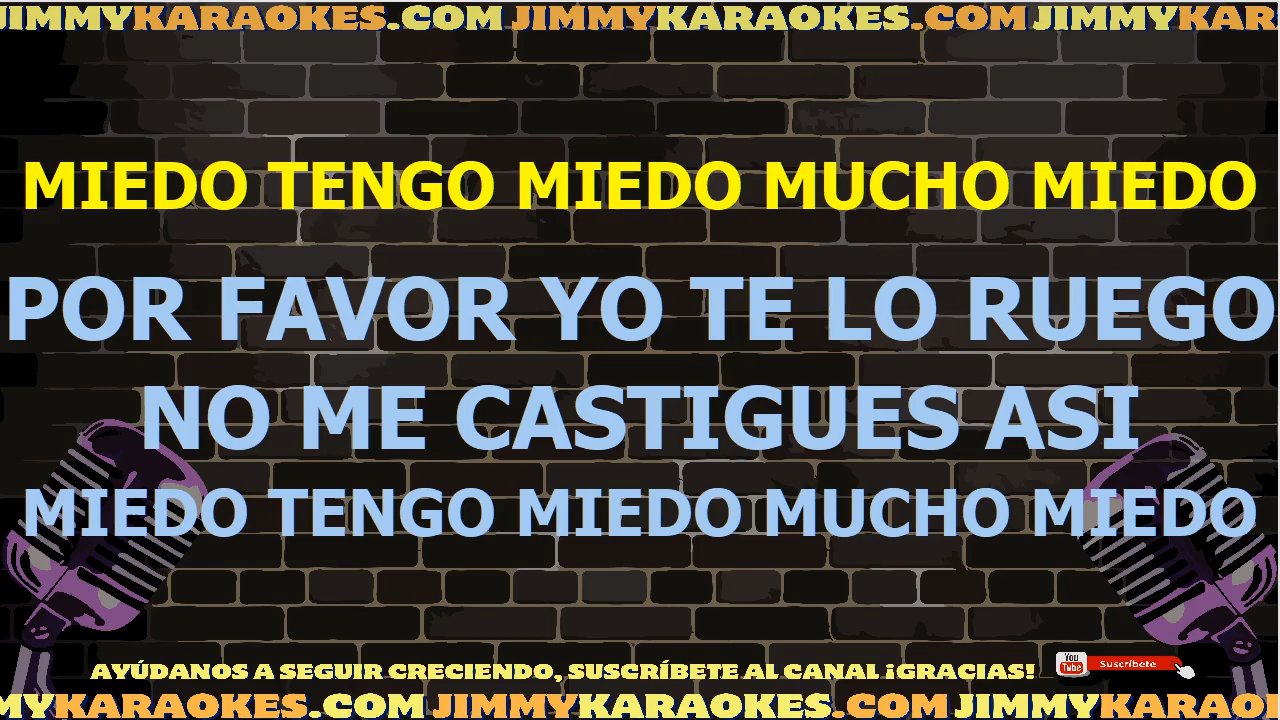 JIMMYKARAOKES.COM JIMMYKARAOKES.COM JIMMYKAR
MIEDO TENGO MIEDO MUCHO MIEDO
POR FAVOR YO TE LO RUEGO
NO ME CASTIGUES ASI
MIEDO TENGO MIEDO MUCHO MIEDO
AYÚDANOS A SEGUIR CRECIENDO, SUSCRÍBETE AL CANAL ¡GRACIAS!
You Tube Suscríbete
MYKARAOKES.COM JIMMYKARAOKES.COM JIMMYKARAO